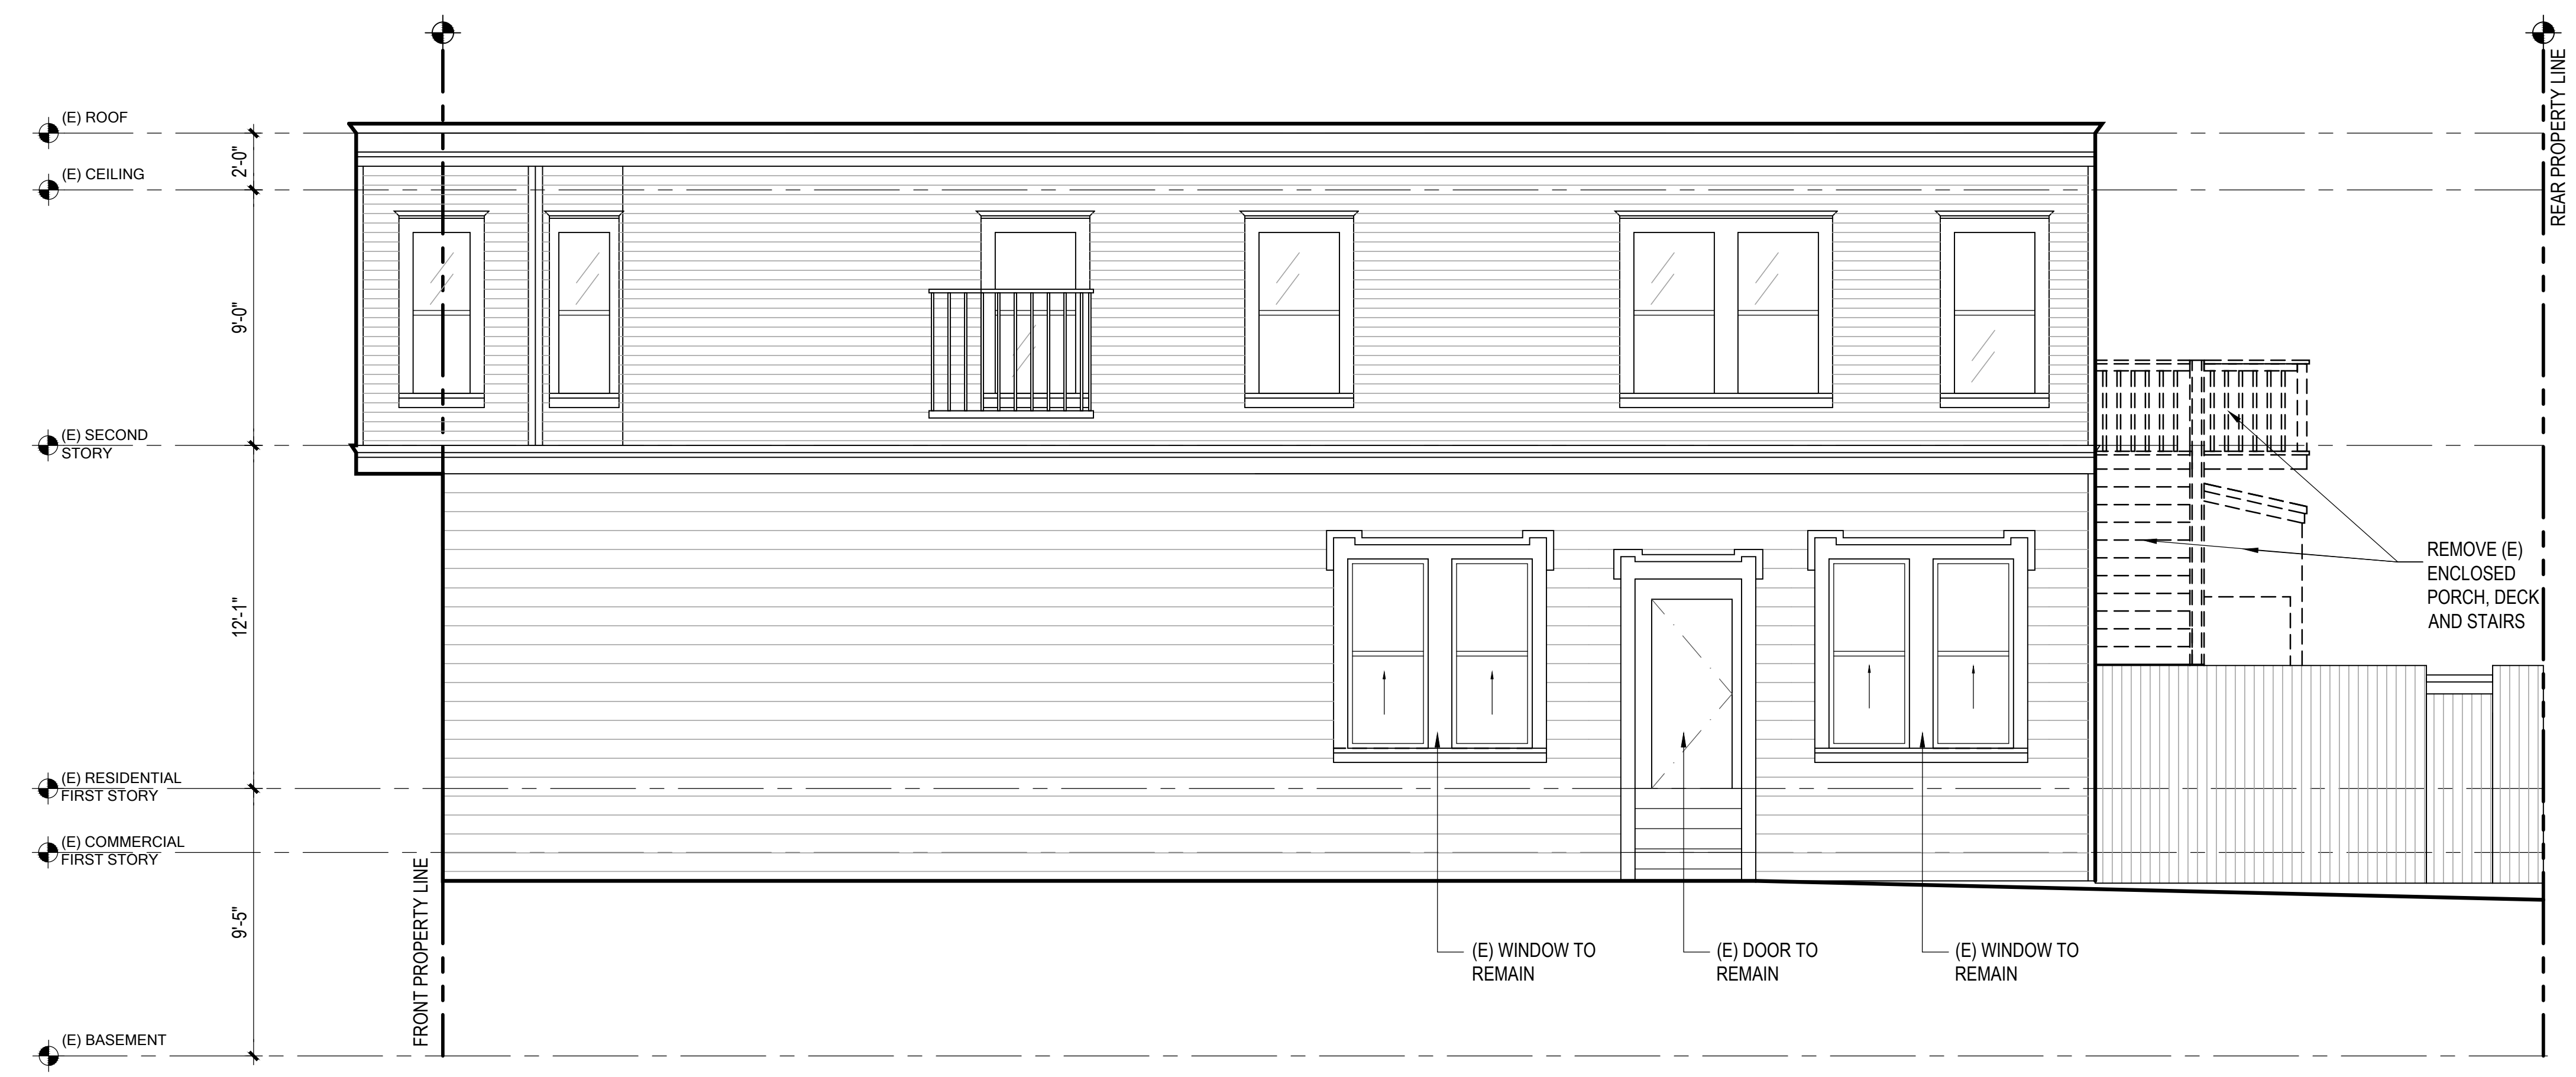 (E) ROOF
2'-0"
(E) CEILING
9'-0"
(E) SECOND
STORY
12'-1"
(E) RESIDENTIAL
FIRST STORY
(E) COMMERCIAL
FIRST STORY
9'-5"
(E) BASEMENT
FRONT PROPERTY LINE
(E) WINDOW TO
REMAIN
(E) DOOR TO
REMAIN
(E) WINDOW TO
REMAIN
REMOVE (E)
ENCLOSED
PORCH, DECK
AND STAIRS
REAR PROPERTY LINE